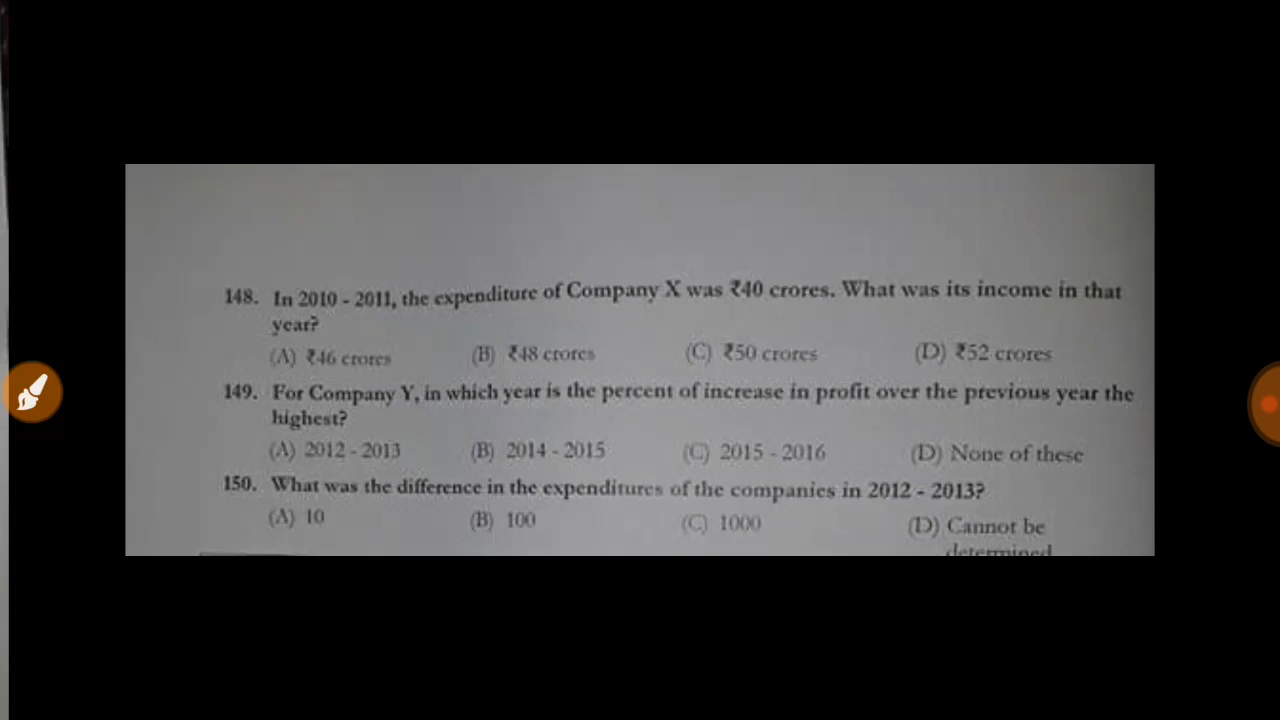 148. In 2010 - 2011, the expenditure of Company X was ₹40 crores. What was its income in that
year?
(A) ₹46 crores (B) ₹48 crores (C) ₹50 crores (D) ₹52 crores
149. For Company Y, in which year is the percent of increase in profit over the previous year the
highest?
(A) 2012 - 2013 (B) 2014 - 2015 (C) 2015 - 2016 (D) None of these
150. What was the difference in the expenditures of the companies in 2012 - 2013?
(A) 10 (B) 100 (C) 1000 (D) Cannot be
determined